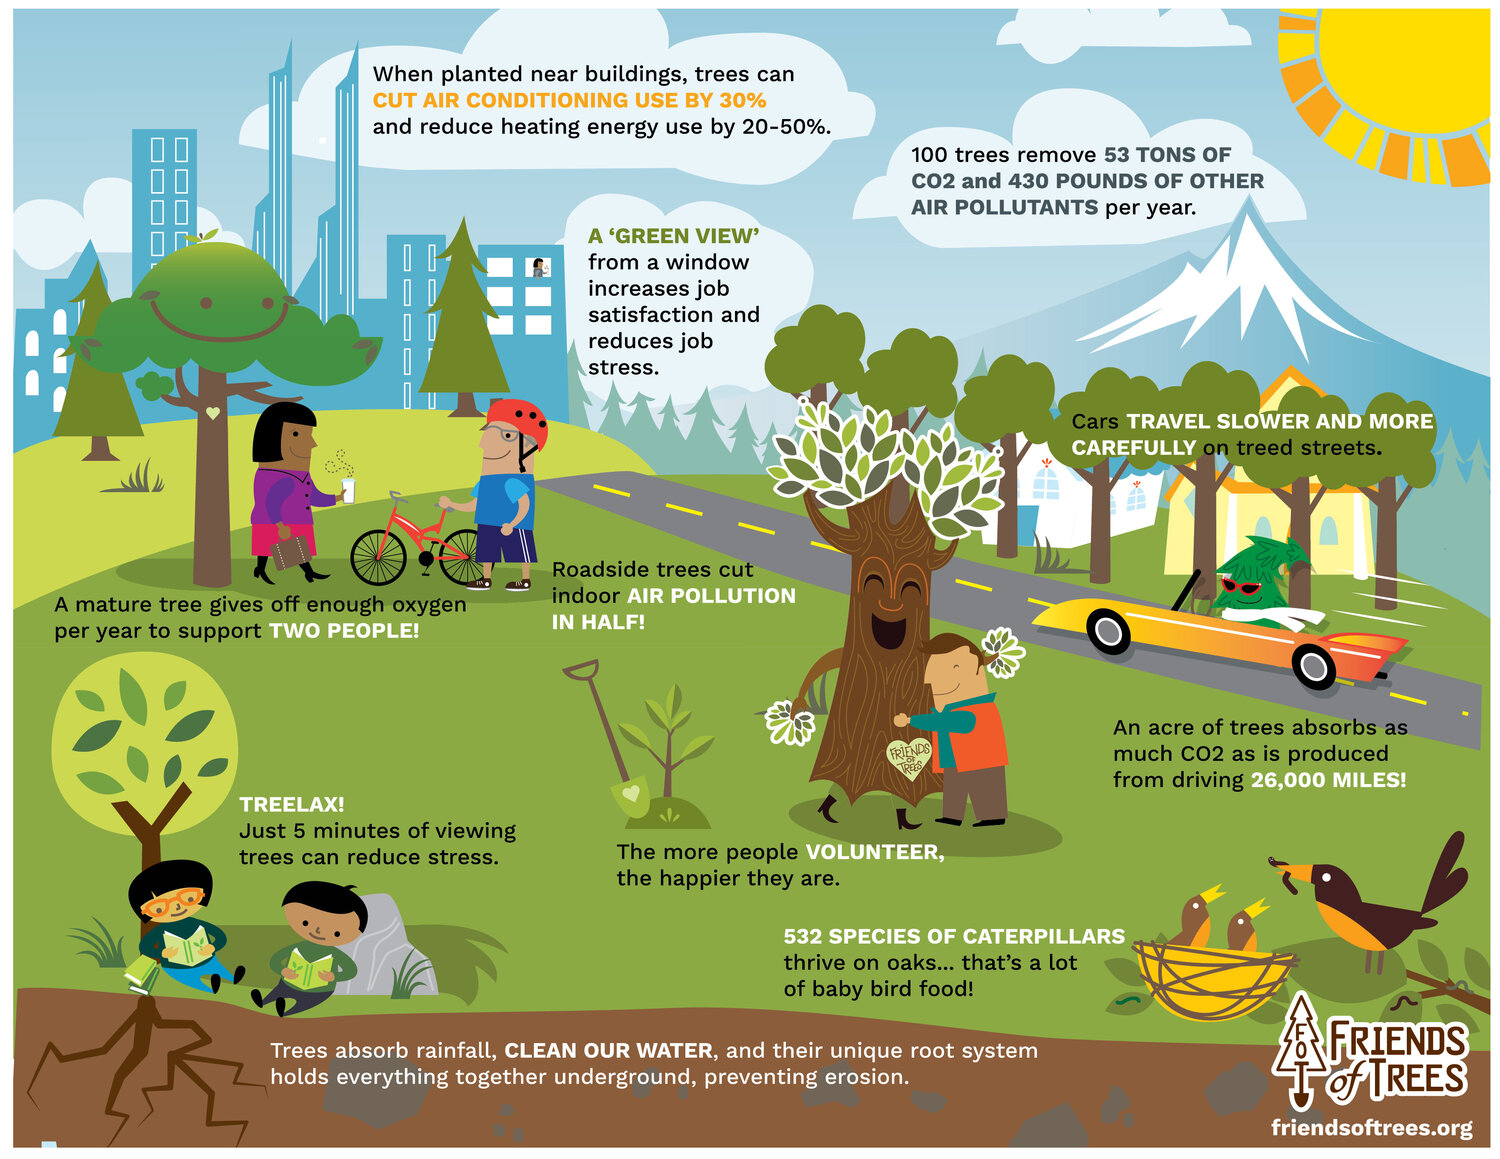 When planted near buildings, trees can
CUT AIR CONDITIONING USE BY 30%
and reduce heating energy use by 20-50%.
100 trees remove 53 TONS OF
CO2 and 430 POUNDS OF OTHER
AIR POLLUTANTS per year.
A ‘GREEN VIEW’
from a window
increases job
satisfaction and
reduces job
stress.
Cars TRAVEL SLOWER AND MORE
CAREFULLY on treed streets.
Roadside trees cut
indoor AIR POLLUTION
IN HALF!
A mature tree gives off enough oxygen
per year to support TWO PEOPLE!
FRIENDS
OF
TREES
An acre of trees absorbs as
much CO2 as is produced
from driving 26,000 MILES!
TREELAX!
Just 5 minutes of viewing
trees can reduce stress.
The more people VOLUNTEER,
the happier they are.
532 SPECIES OF CATERPILLARS
thrive on oaks... that’s a lot
of baby bird food!
Trees absorb rainfall, CLEAN OUR WATER, and their unique root system
holds everything together underground, preventing erosion.
FOT
FRIENDS
of TREES
friendsoftrees.org